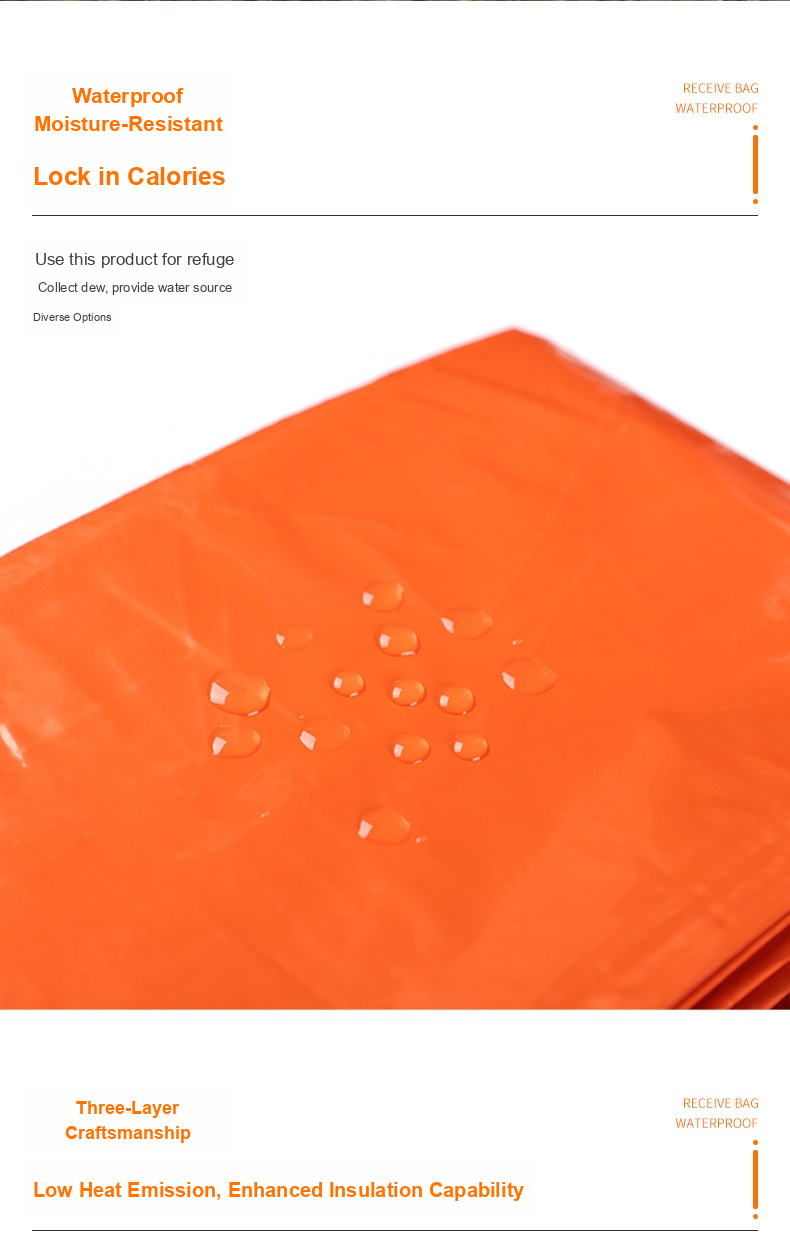 Waterproof
Moisture-Resistant
Lock in Calories
RECEIVE BAG
WATERPROOF
Use this product for refuge
Collect dew, provide water source
Diverse Options
Three-Layer
Craftsmanship
Low Heat Emission, Enhanced Insulation Capability
RECEIVE BAG
WATERPROOF